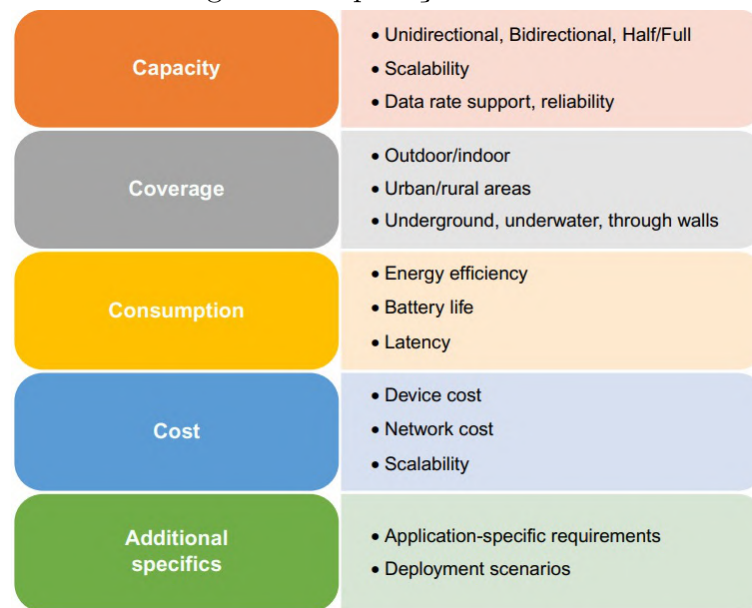 Capacity
• Unidirectional, Bidirectional, Half/Full
• Scalability
• Data rate support, reliability
Coverage
• Outdoor/indoor
• Urban/rural areas
• Underground, underwater, through walls
Consumption
• Energy efficiency
• Battery life
• Latency
Cost
• Device cost
• Network cost
• Scalability
Additional
specifics
• Application-specific requirements
• Deployment scenarios